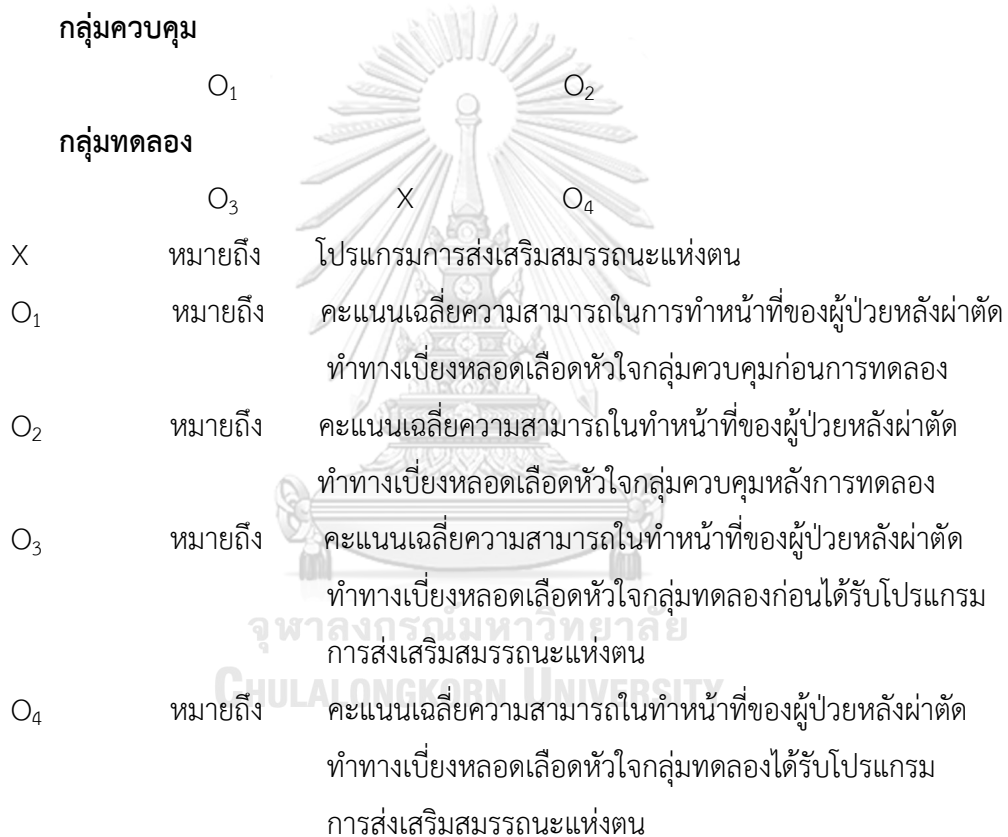 กลุ่มควบคุม
O₁ O₂
กลุ่มทดลอง
O₃ X O₄
X หมายถึง โปรแกรมการส่งเสริมสมรรถนะแห่งตน
O₁ หมายถึง คะแนนเฉลี่ยความสามารถในการทำหน้าที่ของผู้ป่วยหลังผ่าตัด
ทำทางเบี่ยงหลอดเลือดหัวใจกลุ่มควบคุมก่อนการทดลอง
O₂ หมายถึง คะแนนเฉลี่ยความสามารถในทำหน้าที่ของผู้ป่วยหลังผ่าตัด
ทำทางเบี่ยงหลอดเลือดหัวใจกลุ่มควบคุมหลังการทดลอง
O₃ หมายถึง คะแนนเฉลี่ยความสามารถในทำหน้าที่ของผู้ป่วยหลังผ่าตัด
ทำทางเบี่ยงหลอดเลือดหัวใจกลุ่มทดลองก่อนได้รับโปรแกรม
จุฬาลงกรณ์มหาวิทยาลัย
การส่งเสริมสมรรถนะแห่งตน
CHULALONGKORN UNIVERSITY
O₄ หมายถึง คะแนนเฉลี่ยความสามารถในทำหน้าที่ของผู้ป่วยหลังผ่าตัด
ทำทางเบี่ยงหลอดเลือดหัวใจกลุ่มทดลองได้รับโปรแกรม
การส่งเสริมสมรรถนะแห่งตน